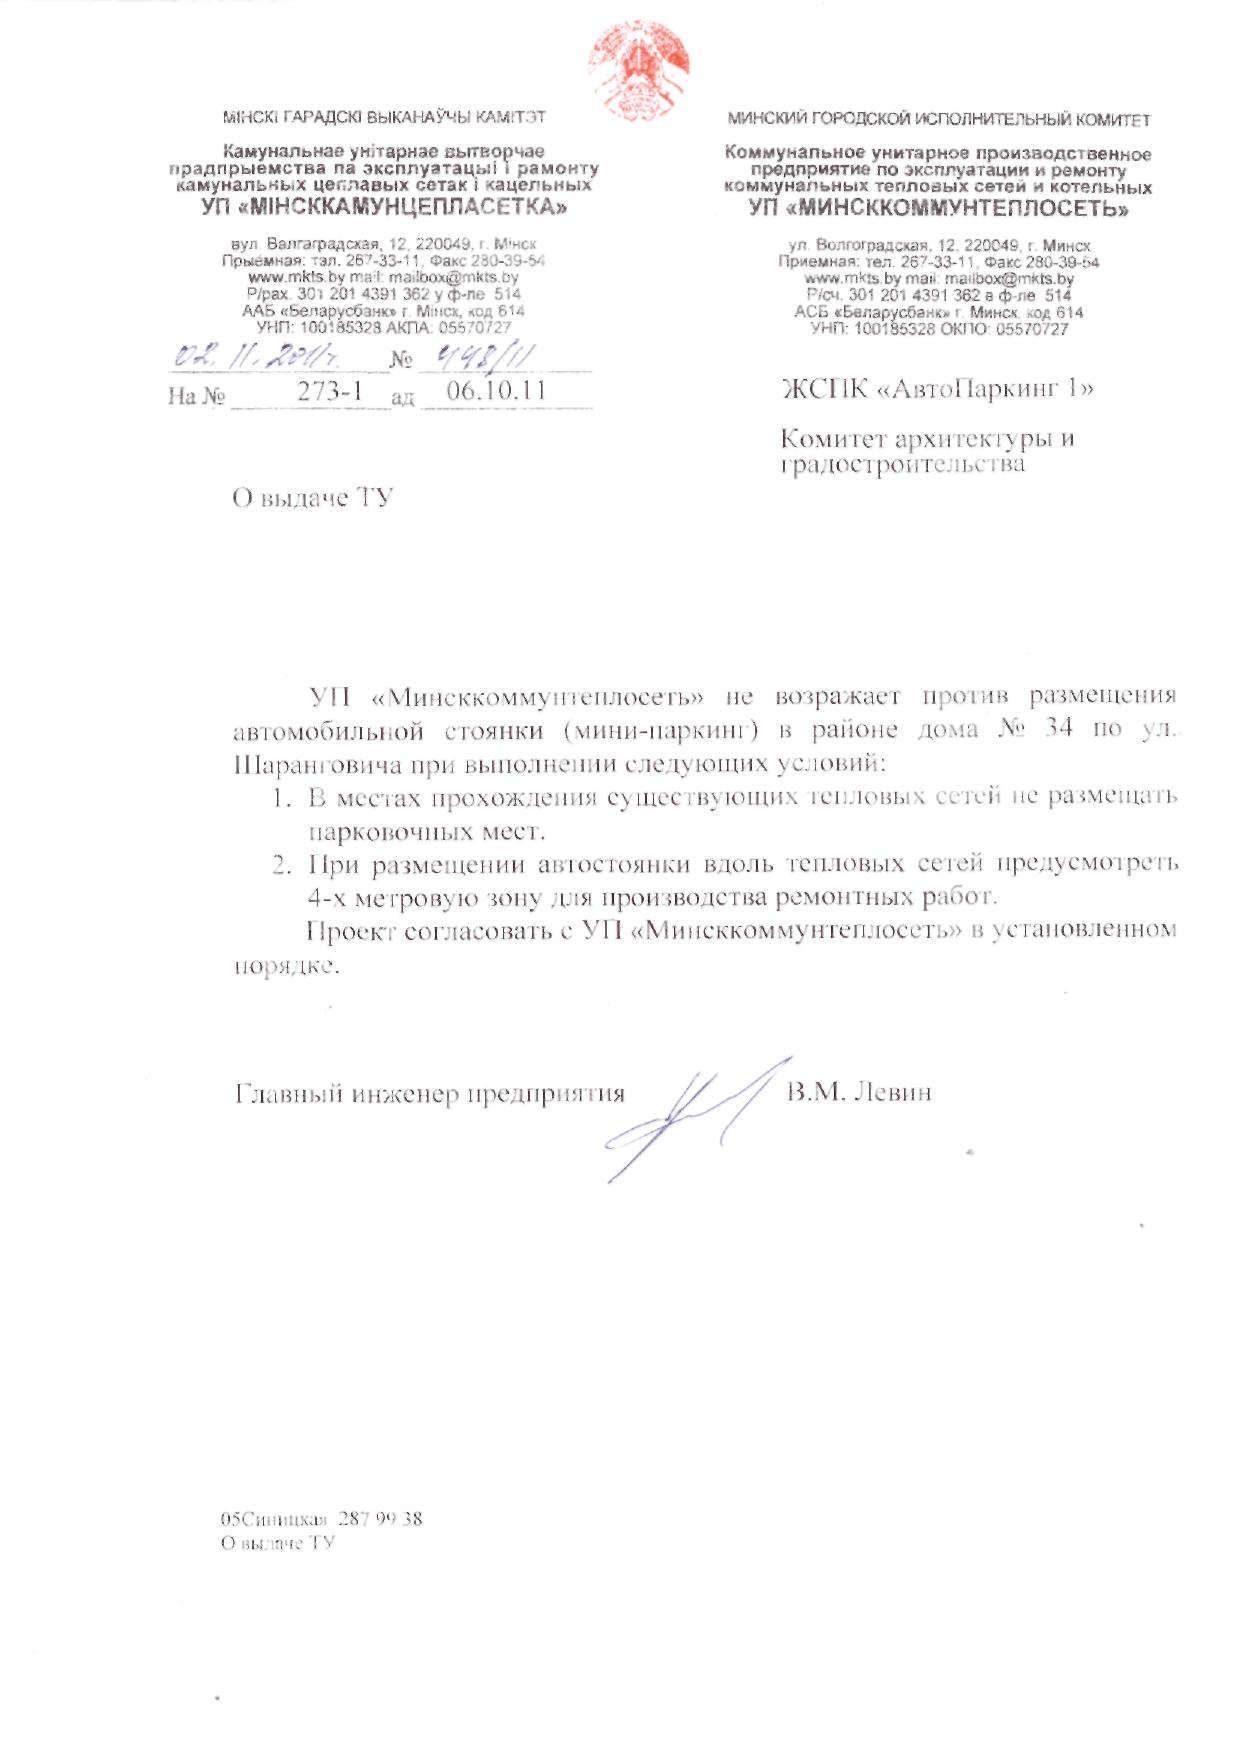 МІНСКІ ГАРАДСКІ ВЫКАНАЎЧЫ КАМІТЭТ
Камунальнае унітарнае вытворчае
прадпрыемства па эксплуатацыі і рамонту
камунальных цеплавых сетак і кацельных
УП «МІНСККАМУНЦЕПЛАСЕТКА»
вул. Валгаградская, 12, 220049, г. Мінск
Прыёмная: тэл. 267-33-11, Факс 280-39-54
www.mkts.by mail: mailbox@mkts.by
Р/рах. 301 201 4391 362 у ф-ле 514
ААБ «Беларусбанк» г. Мінск, код 614
УНП: 100185328 АКПА: 05570727
02.11.2011г. № 448/11
На № 273-1 ад 06.10.11
МИНСКИЙ ГОРОДСКОЙ ИСПОЛНИТЕЛЬНЫЙ КОМИТЕТ
Коммунальное унитарное производственное
предприятие по эксплуатации и ремонту
коммунальных тепловых сетей и котельных
УП «МИНСККОММУНТЕПЛОСЕТЬ»
ул. Волгоградская, 12, 220049, г. Минск
Приемная: тел. 267-33-11, Факс 280-39-54
www.mkts.by mail: mailbox@mkts.by
Р/сч. 301 201 4391 362 в ф-ле 514
АСБ «Беларусбанк» г. Минск, код 614
УНП: 100185328 ОКПО: 05570727
ЖСПК «АвтоПаркинг 1»
Комитет архитектуры и
градостроительства
О выдаче ТУ
УП «Минсккоммунтеплосеть» не возражает против размещения
автомобильной стоянки (мини-паркинг) в районе дома № 34 по ул.
Шаранговича при выполнении следующих условий:
1. В местах прохождения существующих тепловых сетей не размещать
парковочных мест.
2. При размещении автостоянки вдоль тепловых сетей предусмотреть
4-х метровую зону для производства ремонтных работ.
Проект согласовать с УП «Минсккоммунтеплосеть» в установленном
порядке.
Главный инженер предприятия В.М. Левин
05Синицкая 287 99 38
О выдаче ТУ